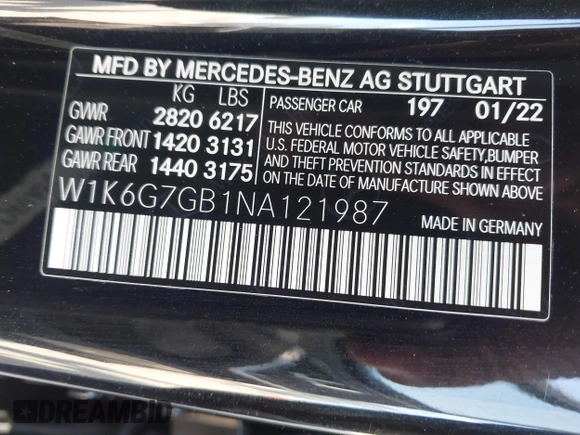 MFD BY MERCEDES-BENZ AG STUTTGART
KG LBS
GVWR 2820 6217
GAWR FRONT 1420 3131
GAWR REAR 1440 3175
PASSENGER CAR 197 01/22
THIS VEHICLE CONFORMS TO ALL APPLICABLE
U.S. FEDERAL MOTOR VEHICLE SAFETY,BUMPER
AND THEFT PREVENTION STANDARDS IN EFFECT
ON THE DATE OF MANUFACTURE SHOWN ABOVE.
W1K6G7GB1NA121987
MADE IN GERMANY
DREAMBID